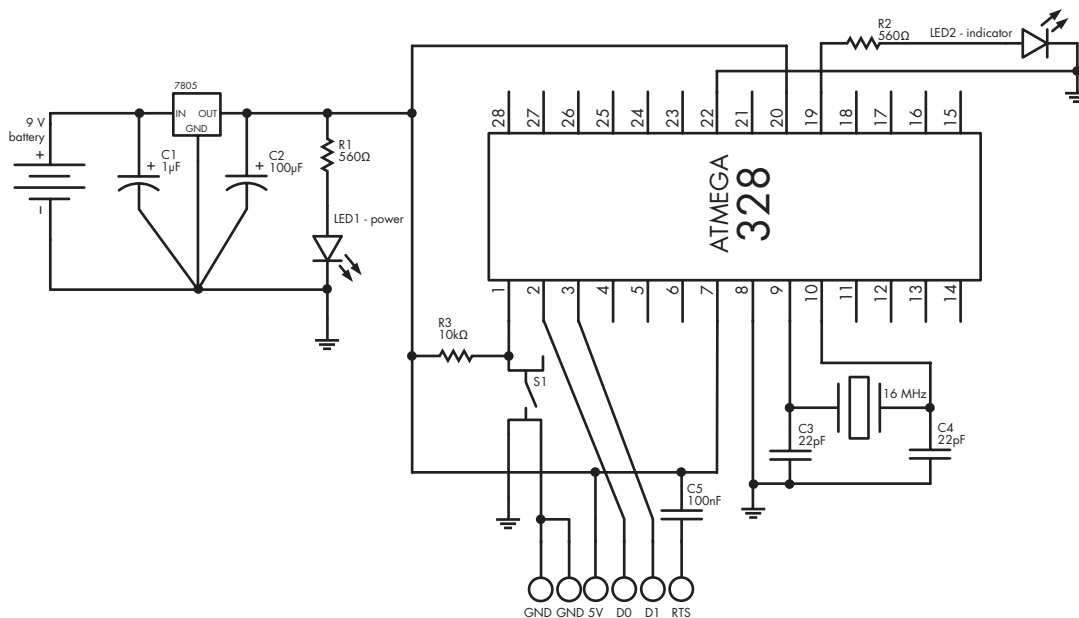 R2
560Ω
LED2 - indicator
7805
IN OUT
GND
9 V
battery
+
–
+
C1
1µF
+
C2
100µF
R1
560Ω
LED1 - power
28 27 26 25 24 23 22 21 20 19 18 17 16 15
ATMEGA
328
1 2 3 4 5 6 7 8 9 10 11 12 13 14
R3
10kΩ
S1
16 MHz
C3
22pF
C4
22pF
C5
100nF
GND GND 5V D0 D1 RTS